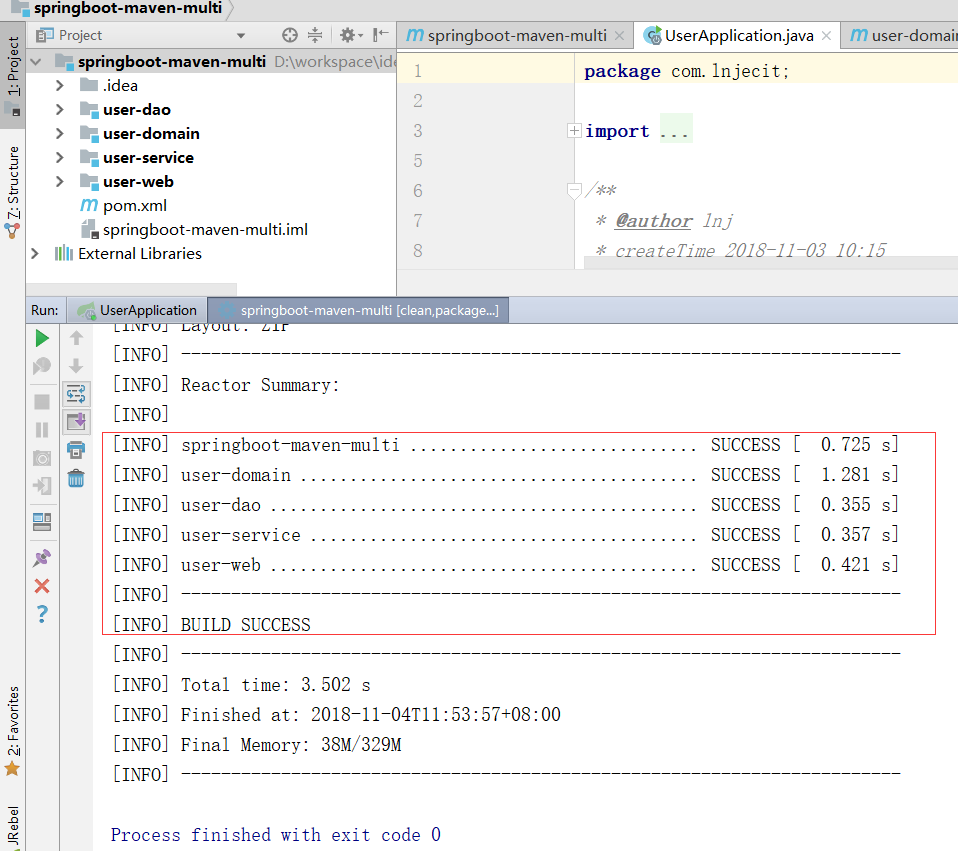 springboot-maven-multi
Project
springboot-maven-multi
UserApplication.java
user-domain
1: Project
7: Structure
2: Favorites
JRebel
springboot-maven-multi D:\workspace\ide
.idea
user-dao
user-domain
user-service
user-web
pom.xml
springboot-maven-multi.iml
External Libraries
1 package com.lnjecit;
2
3 import ...
5
6 /**
7 * @author lnj
8 * createTime 2018-11-03 10:15
Run: UserApplication springboot-maven-multi [clean,package...]
[INFO] Layout: ZIP
[INFO] ------------------------------------------------------------------------
[INFO] Reactor Summary:
[INFO]
[INFO] springboot-maven-multi ............................. SUCCESS [  0.725 s]
[INFO] user-domain ........................................ SUCCESS [  1.281 s]
[INFO] user-dao ........................................... SUCCESS [  0.355 s]
[INFO] user-service ....................................... SUCCESS [  0.357 s]
[INFO] user-web ........................................... SUCCESS [  0.421 s]
[INFO] ------------------------------------------------------------------------
[INFO] BUILD SUCCESS
[INFO] ------------------------------------------------------------------------
[INFO] Total time: 3.502 s
[INFO] Finished at: 2018-11-04T11:53:57+08:00
[INFO] Final Memory: 38M/329M
[INFO] ------------------------------------------------------------------------
Process finished with exit code 0